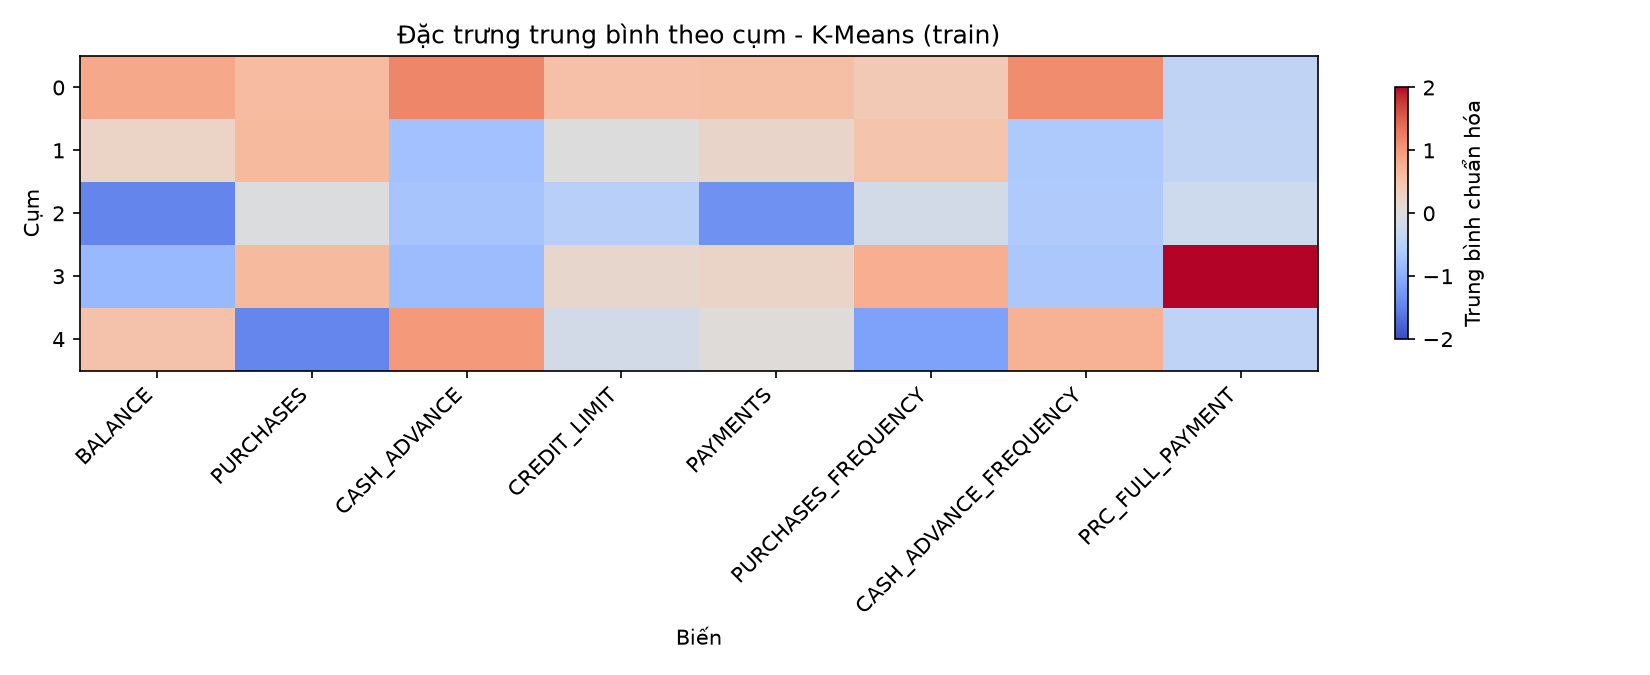 Đặc trưng trung bình theo cụm - K-Means (train)
Cụm
0
1
2
3
4
BALANCE
PURCHASES
CASH_ADVANCE
CREDIT_LIMIT
PAYMENTS
PURCHASES_FREQUENCY
CASH_ADVANCE_FREQUENCY
PRC_FULL_PAYMENT
Biến
2
1
0
−1
−2
Trung bình chuẩn hóa